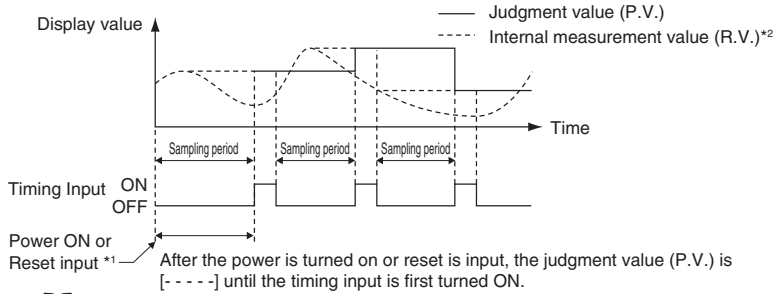 Display value
Judgment value (P.V.)
Internal measurement value (R.V.)*2
Time
Sampling period
Sampling period
Sampling period
Timing Input
ON
OFF
Power ON or
Reset input *1
After the power is turned on or reset is input, the judgment value (P.V.) is
[- - - - -] until the timing input is first turned ON.